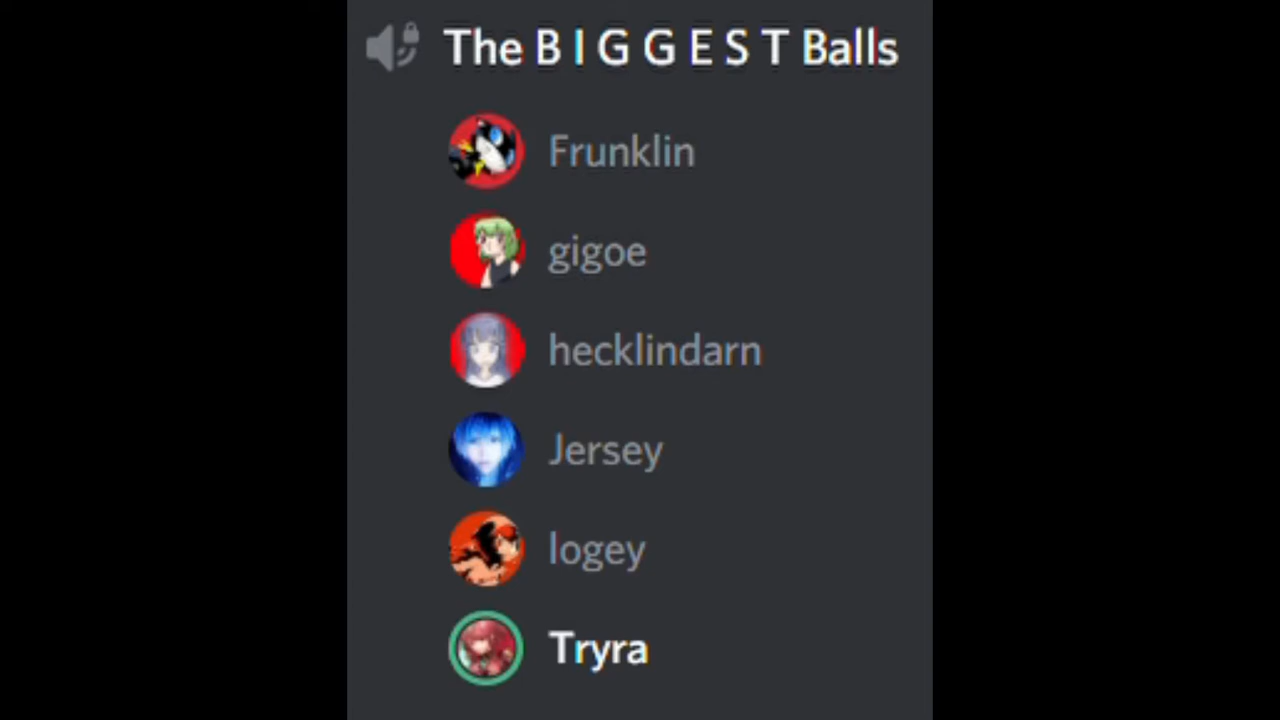 The B I G G E S T Balls
Frunklin
gigoe
hecklindarn
Jersey
logey
Tryra